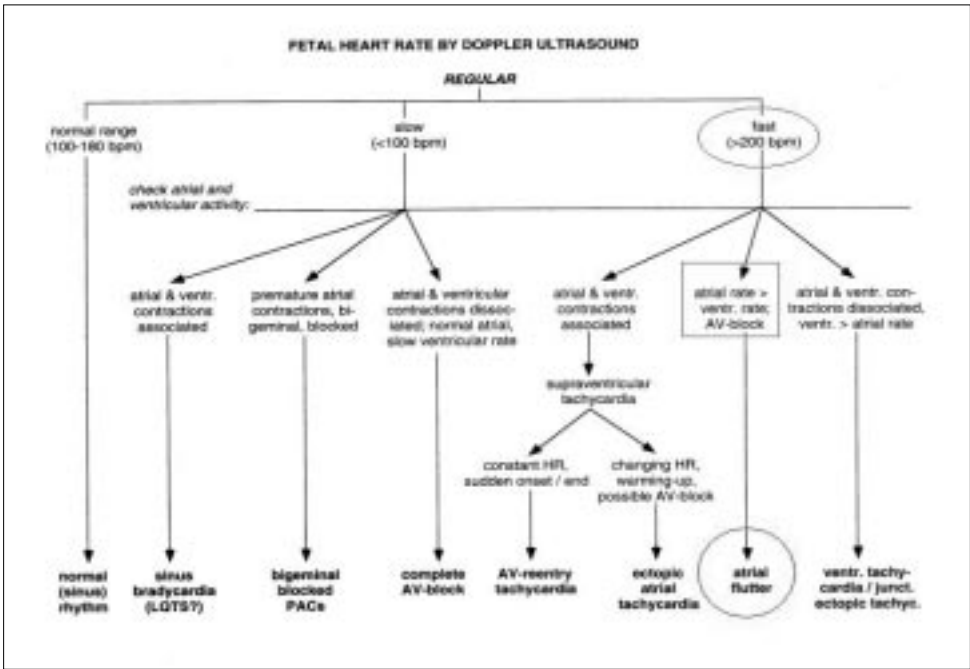 FETAL HEART RATE BY DOPPLER ULTRASOUND
REGULAR
normal range
(100-180 bpm)
slow
(<100 bpm)
fast
(>200 bpm)
check atrial and
ventricular activity:
atrial & ventr.
contractions
associated
premature atrial
contractions, bi-
geminal, blocked
atrial & ventricular
contractions dissoc-
iated; normal atrial,
slow ventricular rate
atrial & ventr.
contractions
associated
atrial rate >
ventr. rate;
AV-block
atrial & ventr. con-
tractions dissociated,
ventr. > atrial rate
supraventricular
tachycardia
constant HR,
sudden onset / end
changing HR,
warming-up,
possible AV-block
normal
(sinus)
rhythm
sinus
bradycardia
(LQTS?)
bigeminal
blocked
PACs
complete
AV-block
AV-reentry
tachycardia
ectopic
atrial
tachycardia
atrial
flutter
ventr. tachy-
cardia / junct.
ectopic tachyc.